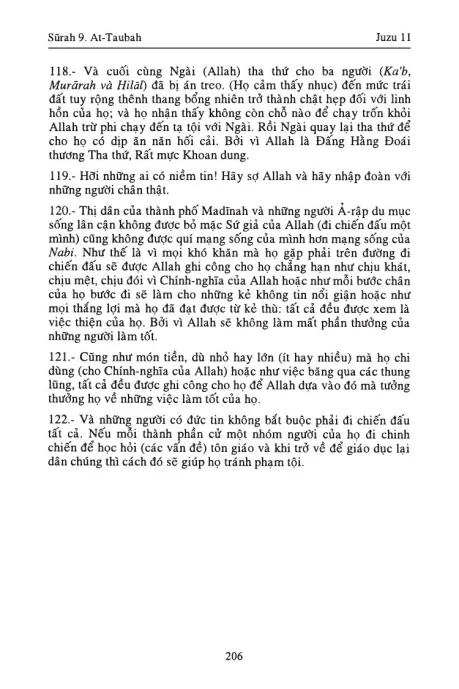 Sūrah 9. At-Taubah Juzu 11
118.- Và cuối cùng Ngài (Allah) tha thứ cho ba người (Ka'b,
Murārah và Hilāl) đã bị án treo. (Họ cảm thấy nhục) đến mức trái
đất tuy rộng thênh thang bổng nhiên trở thành chật hẹp đối với linh
hồn của họ; và họ nhận thấy không còn chỗ nào để chạy trốn khỏi
Allah trừ phi chạy đến tạ tội với Ngài. Rồi Ngài quay lại tha thứ để
cho họ có dịp ăn năn hối cải. Bởi vì Allah là Đấng Hằng Đoái
thương Tha thứ, Rất mực Khoan dung.
119.- Hỡi những ai có niềm tin! Hãy sợ Allah và hãy nhập đoàn với
những người chân thật.
120.- Thị dân của thành phố Madīnah và những người Ả-rập du mục
sống lân cận không được bỏ mặc Sứ giả của Allah (đi chiến đấu một
mình) cũng không được quí mạng sống của mình hơn mạng sống của
Nabi. Như thế là vì mọi khó khăn mà họ gặp phải trên đường đi
chiến đấu sẽ được Allah ghi công cho họ chẳng hạn như chịu khát,
chịu mệt, chịu đói vì Chính-nghĩa của Allah hoặc như mỗi bước chân
của họ bước đi sẽ làm cho những kẻ không tin nổi giận hoặc như
mọi thắng lợi mà họ đã đạt được từ kẻ thù: tất cả đều được xem là
việc thiện của họ. Bởi vì Allah sẽ không làm mất phần thưởng của
những người làm tốt.
121.- Cũng như món tiền, dù nhỏ hay lớn (ít hay nhiều) mà họ chi
dùng (cho Chính-nghĩa của Allah) hoặc như việc băng qua các thung
lũng, tất cả đều được ghi công cho họ để Allah dựa vào đó mà tưởng
thưởng họ về những việc làm tốt của họ.
122.- Và những người có đức tin không bắt buộc phải đi chiến đấu
tất cả. Nếu mỗi thành phần cử một nhóm người của họ đi chinh
chiến để học hỏi (các vấn đề) tôn giáo và khi trở về để giáo dục lại
dân chúng thì cách đó sẽ giúp họ tránh phạm tội.
206